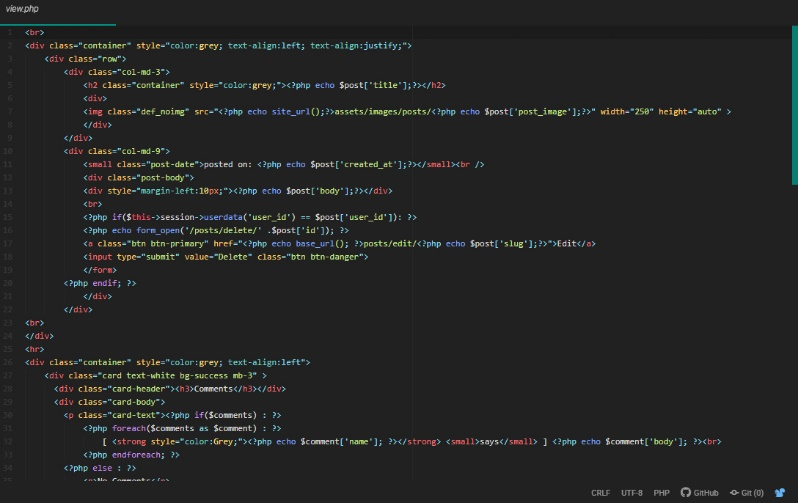 view.php
1 <br>
2 <div class="container" style="color:grey; text-align:left; text-align:justify;">
3 <div class="row">
4 <div class="col-md-3">
5 <h2 class="container" style="color:grey;"><?php echo $post['title'];?></h2>
6 <div>
7 <img class="def_noimg" src="<?php echo site_url();?>assets/images/posts/<?php echo $post['post_image'];?>" width="250" height="auto" >
8 </div>
9 </div>
10 <div class="col-md-9">
11 <small class="post-date">posted on: <?php echo $post['created_at'];?></small><br />
12 <div class="post-body">
13 <div style="margin-left:10px;"><?php echo $post['body'];?></div>
14 <br>
15 <?php if($this->session->userdata('user_id') == $post['user_id']): ?>
16 <?php echo form_open('/posts/delete/' .$post['id']); ?>
17 <a class="btn btn-primary" href="<?php echo base_url(); ?>posts/edit/<?php echo $post['slug'];?>">Edit</a>
18 <input type="submit" value="Delete" class="btn btn-danger">
19 </form>
20 <?php endif; ?>
21 </div>
22 </div>
23 <br>
24 </div>
25 <hr>
26 <div class="container" style="color:grey; text-align:left">
27 <div class="card text-white bg-success mb-3" >
28 <div class="card-header"><h3>Comments</h3></div>
29 <div class="card-body">
30 <p class="card-text"><?php if($comments) : ?>
31 <?php foreach($comments as $comment) : ?>
32 [ <strong style="color:Grey;"><?php echo $comment['name']; ?></strong> <small>says</small> ] <?php echo $comment['body']; ?><br>
33 <?php endforeach; ?>
34 <?php else : ?>
35 <p>No Comments</p>
CRLF UTF-8 PHP GitHub Git (0)